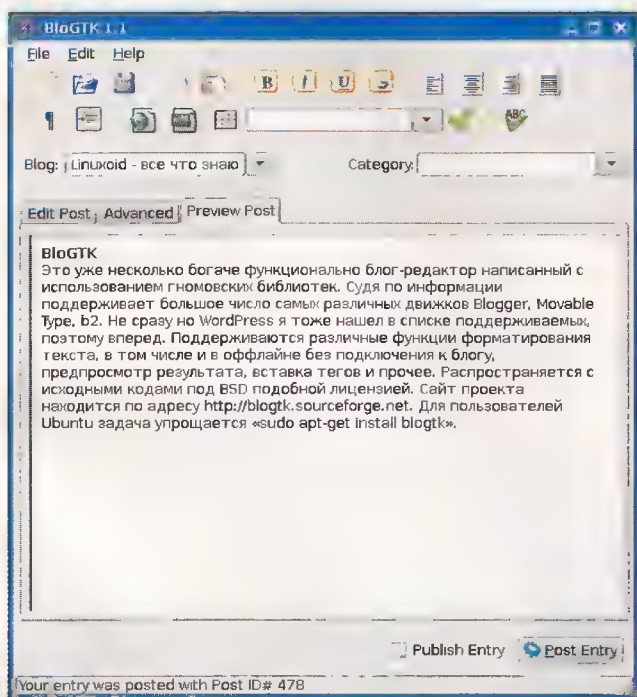 BloGTK 1.1
File Edit Help
B I U S
¶ ABC
Blog: Linuxoid - все что знаю Category:
Edit Post Advanced Preview Post
BloGTK
Это уже несколько богаче функционально блог-редактор написанный с
использованием гномовских библиотек. Судя по информации
поддерживает большое число самых различных движков Blogger, Movable
Type, b2. Не сразу но WordPress я тоже нашел в списке поддерживаемых,
поэтому вперед. Поддерживаются различные функции форматирования
текста, в том числе и в оффлайне без подключения к блогу,
предпросмотр результата, вставка тегов и прочее. Распространяется с
исходными кодами под BSD подобной лицензией. Сайт проекта
находится по адресу http://blogtk.sourceforge.net. Для пользователей
Ubuntu задача упрощается «sudo apt-get install blogtk».
Publish Entry Post Entry
Your entry was posted with Post ID# 478